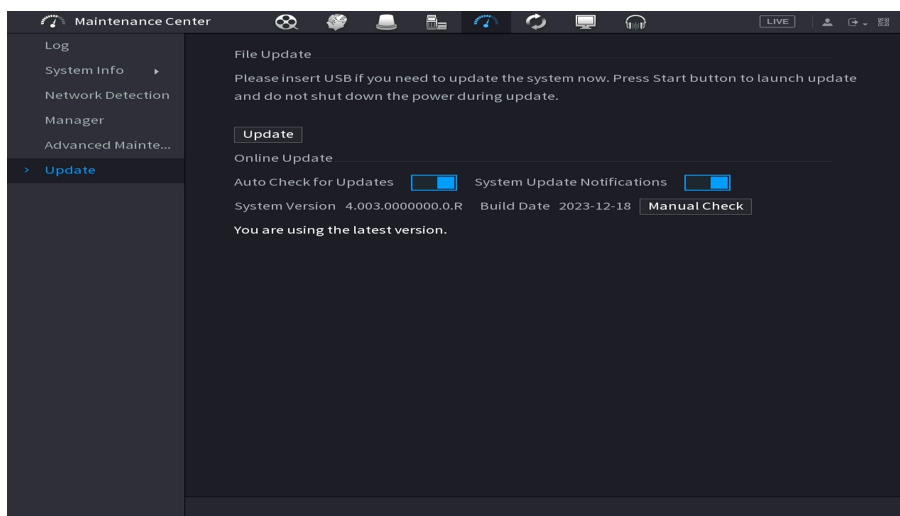 Maintenance Center
LIVE
Log
System Info
Network Detection
Manager
Advanced Mainte...
Update
File Update
Please insert USB if you need to update the system now. Press Start button to launch update
and do not shut down the power during update.
Update
Online Update
Auto Check for Updates System Update Notifications
System Version 4.003.0000000.0.R Build Date 2023-12-18 Manual Check
You are using the latest version.